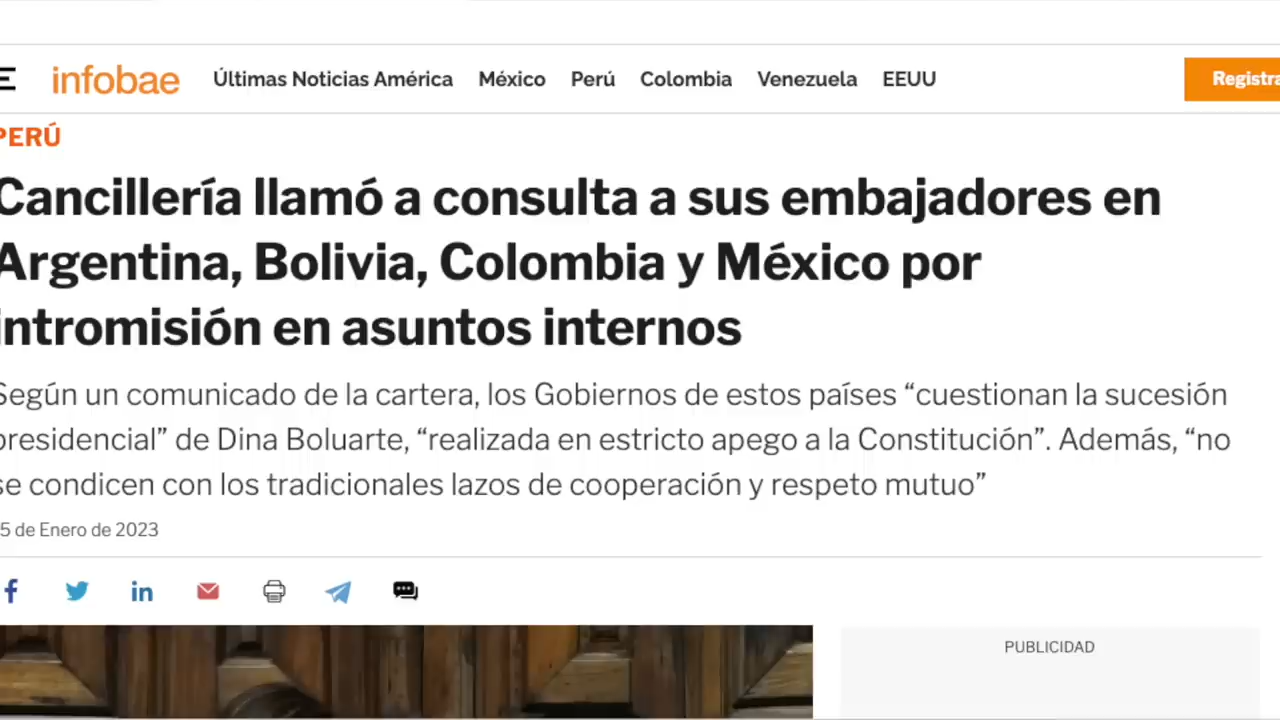 infobae Últimas Noticias América México Perú Colombia Venezuela EEUU Registra
PERÚ
Cancillería llamó a consulta a sus embajadores en
Argentina, Bolivia, Colombia y México por
intromisión en asuntos internos
Según un comunicado de la cartera, los Gobiernos de estos países “cuestionan la sucesión
presidencial” de Dina Boluarte, “realizada en estricto apego a la Constitución”. Además, “no
se condicen con los tradicionales lazos de cooperación y respeto mutuo”
5 de Enero de 2023
PUBLICIDAD